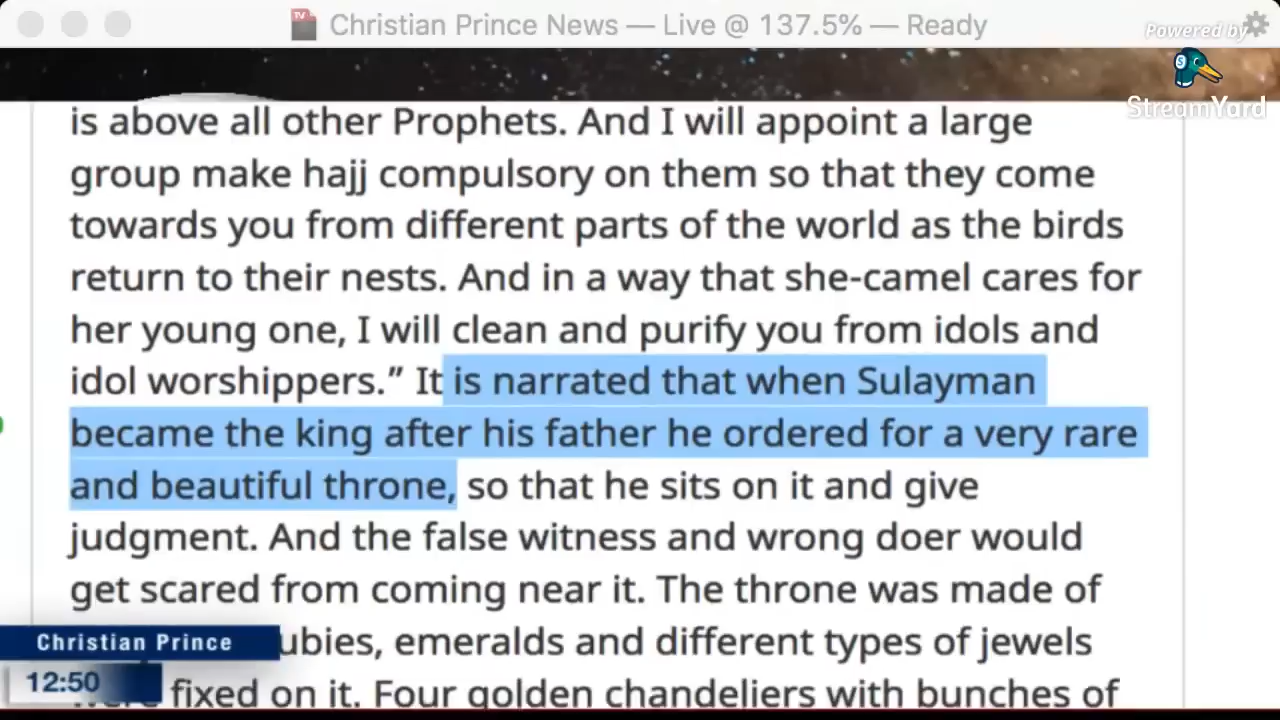 Christian Prince News — Live @ 137.5% — Ready
Powered by
StreamYard
is above all other Prophets. And I will appoint a large
group make hajj compulsory on them so that they come
towards you from different parts of the world as the birds
return to their nests. And in a way that she-camel cares for
her young one, I will clean and purify you from idols and
idol worshippers.” It is narrated that when Sulayman
became the king after his father he ordered for a very rare
and beautiful throne, so that he sits on it and give
judgment. And the false witness and wrong doer would
get scared from coming near it. The throne was made of
ubies, emeralds and different types of jewels
fixed on it. Four golden chandeliers with bunches of
Christian Prince
12:50